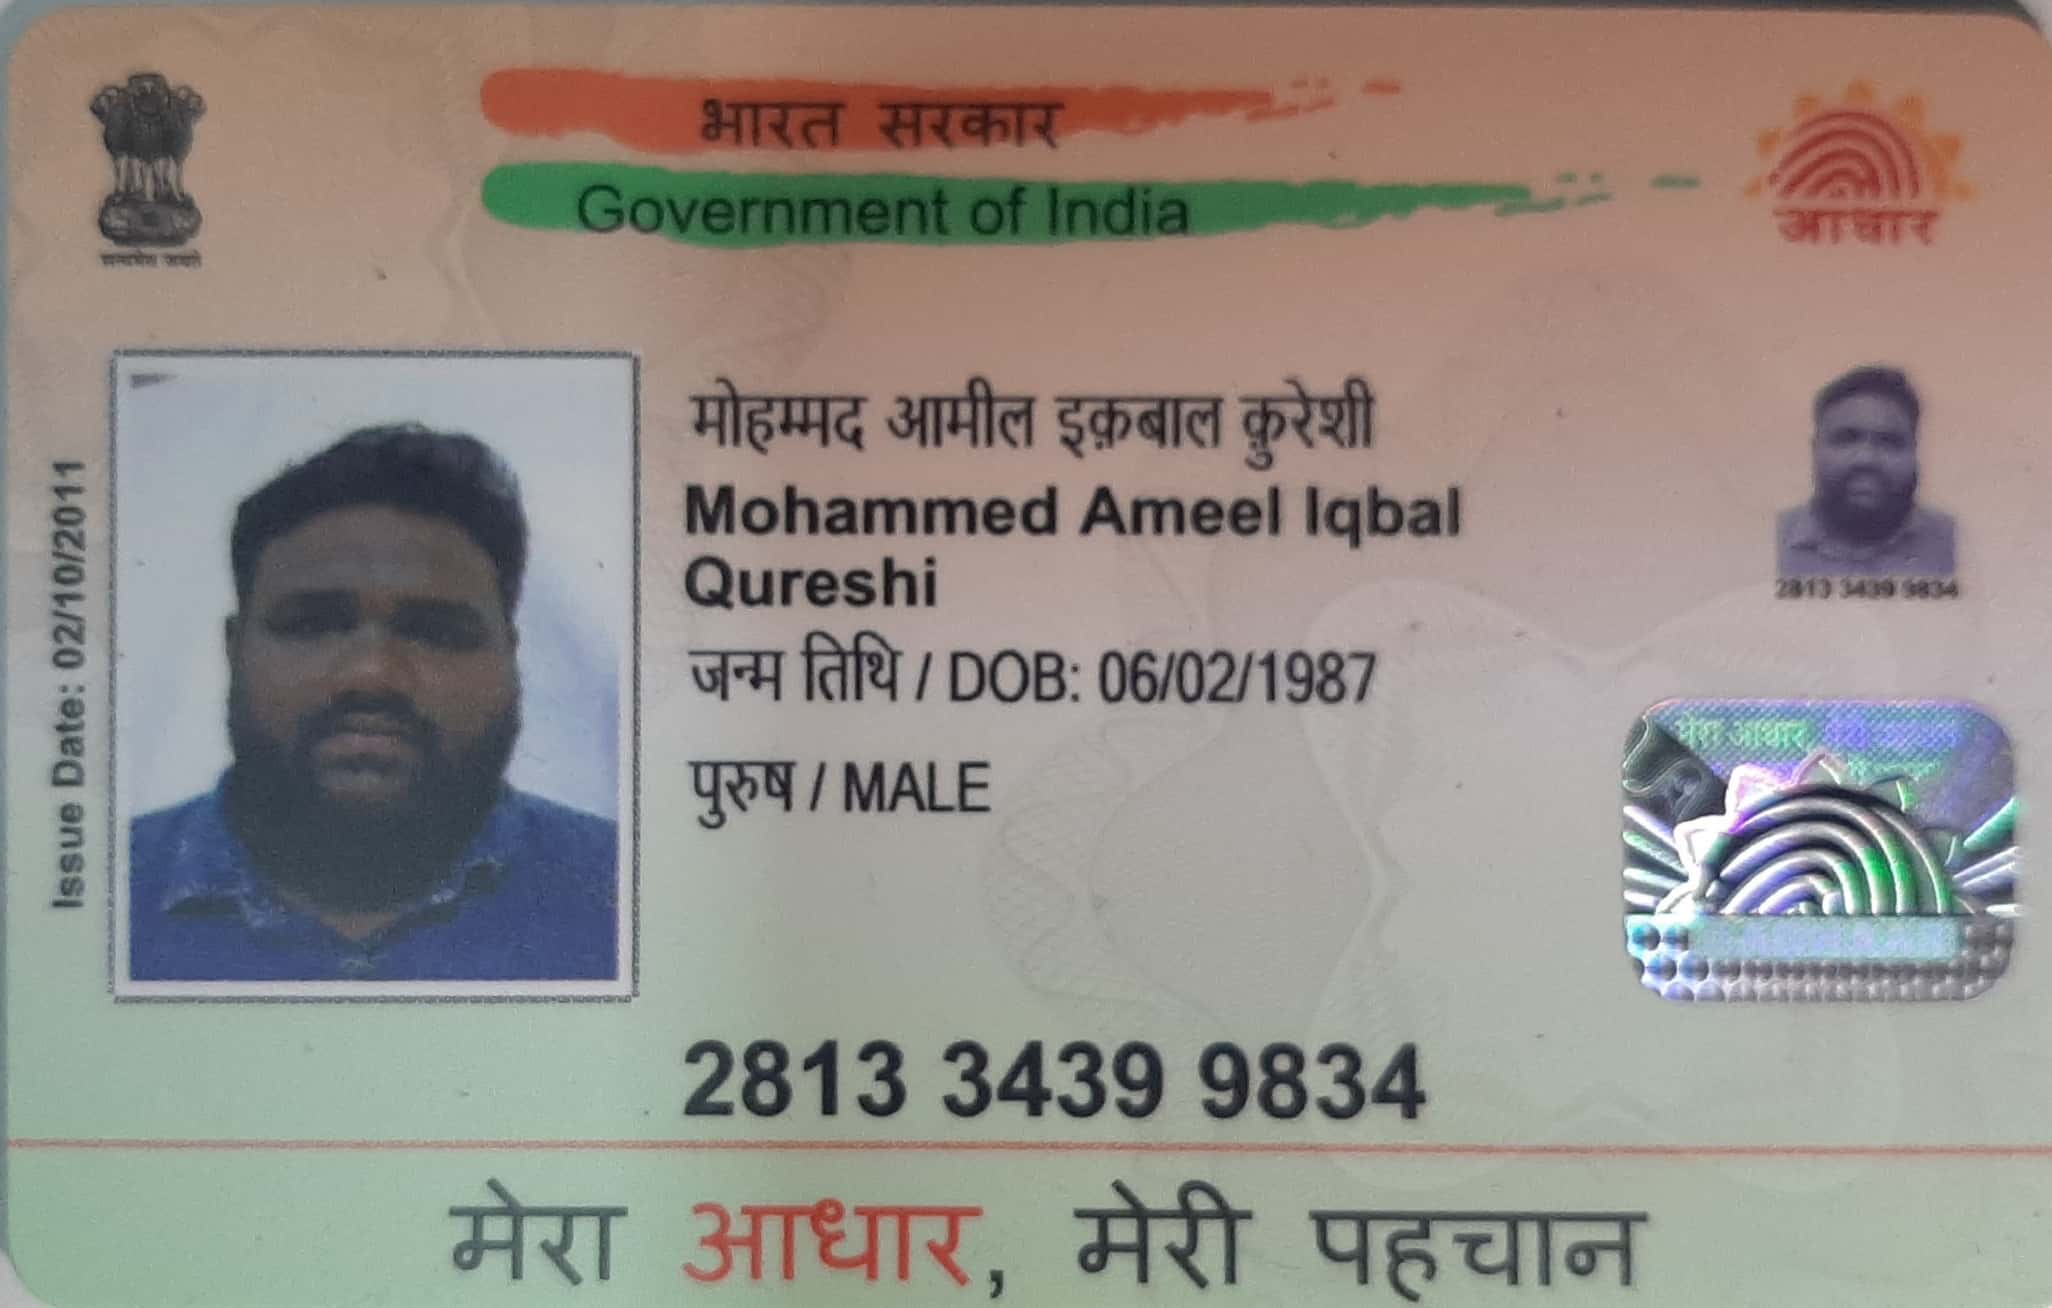 भारत सरकार
Government of India
आधार
सत्यमेव जयते
Issue Date: 02/10/2011
मोहम्मद आमील इक़बाल क़ुरेशी
Mohammed Ameel Iqbal
Qureshi
जन्म तिथि / DOB: 06/02/1987
पुरुष / MALE
2813 3439 9834
मेरा आधार
2813 3439 9834
मेरा आधार, मेरी पहचान